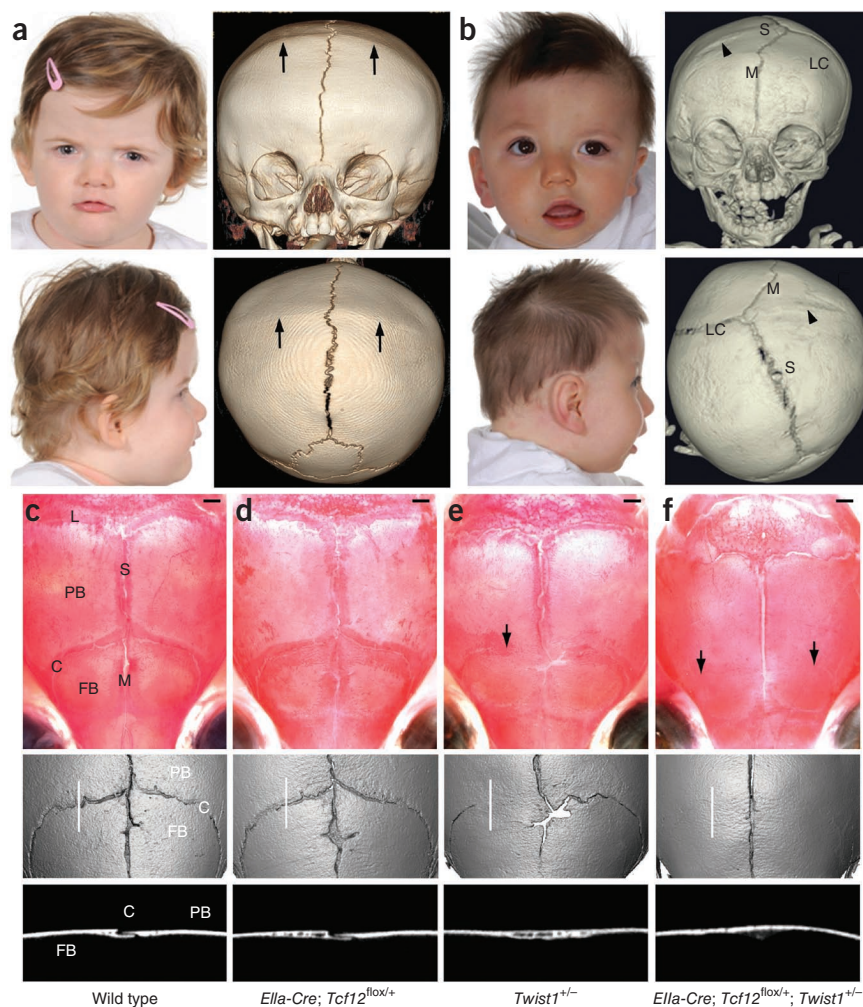 a
b
S
M
LC
M
LC
S
c
d
e
f
L
S
PB
C
M
FB
PB
C
FB
C
PB
FB
Wild type
EIIa-Cre; Tcf12flox/+
Twist1+/–
EIIa-Cre; Tcf12flox/+; Twist1+/–